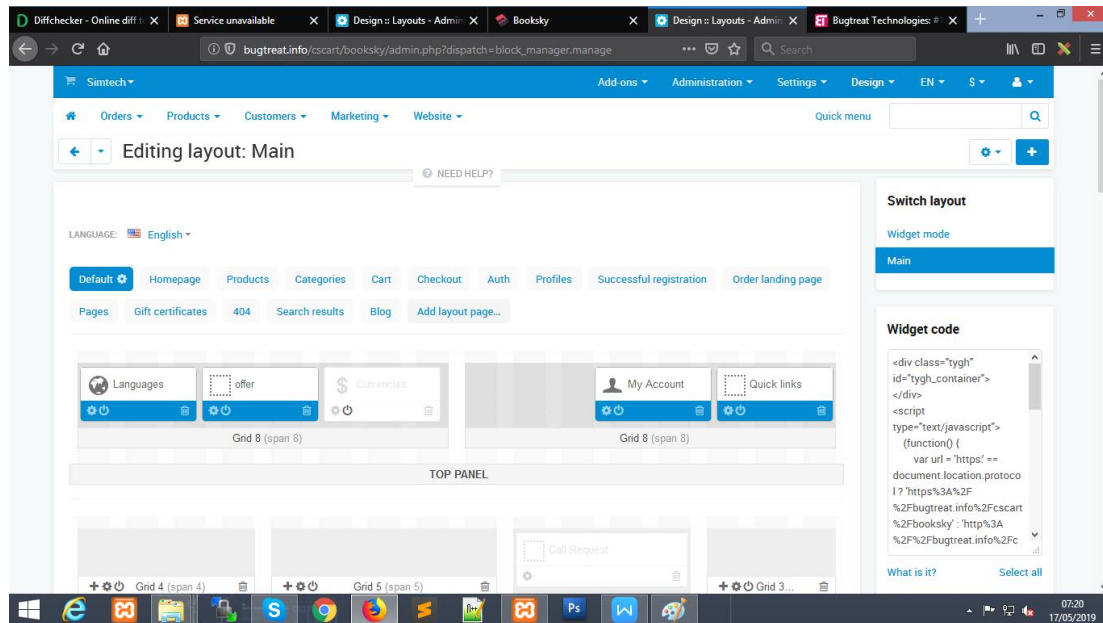 Diffchecker - Online diff to
Service unavailable
Design :: Layouts - Admin
Booksky
Design :: Layouts - Admin
Bugtreat Technologies: #1
bugtreat.info/cscart/booksky/admin.php?dispatch=block_manager.manage
Search
Simtech
Add-ons Administration Settings Design EN $
Orders Products Customers Marketing Website Quick menu
Editing layout: Main
NEED HELP?
Switch layout
LANGUAGE: English
Widget mode
Main
Default Homepage Products Categories Cart Checkout Auth Profiles Successful registration Order landing page
Pages Gift certificates 404 Search results Blog Add layout page...
Widget code
<div class="tygh"
id="tygh_container">
</div>
<script
type="text/javascript">
(function() {
var url = 'https:' ==
document.location.protoco
l ? 'https%3A%2F
%2Fbugtreat.info%2Fcscart
%2Fbooksky' : 'http%3A
%2F%2Fbugtreat.info%2Fc
What is it? Select all
Languages offer $ Currencies My Account Quick links
Grid 8 (span 8) Grid 8 (span 8)
TOP PANEL
Call Request
Grid 4 (span 4) Grid 5 (span 5) Grid 3...
Ps
07:20
17/05/2019